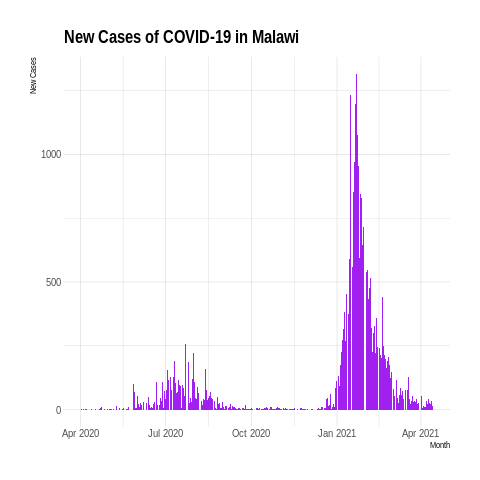 New Cases of COVID-19 in Malawi
New Cases
1000
500
0
Apr 2020 Jul 2020 Oct 2020 Jan 2021 Apr 2021
Month